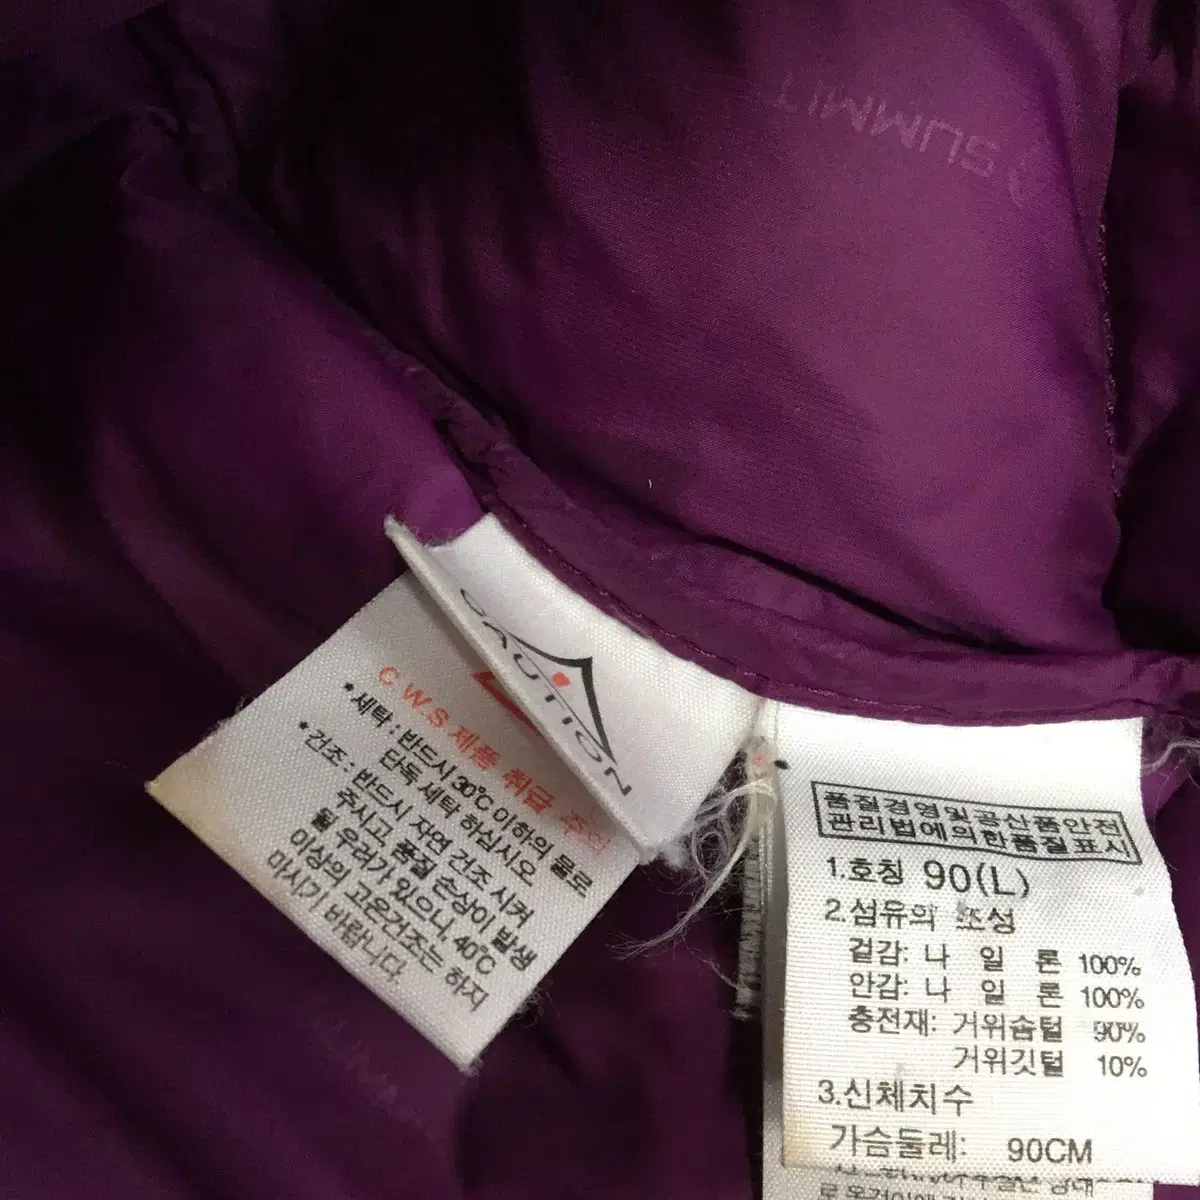 SUMMIT
CAUTION
C.W.S 제품 취급 주의
*세탁 : 반드시 30℃ 이하의 물로
단독 세탁 하십시오
*건조 : 반드시 자연 건조 시켜
주시고, 품질 손상이 발생
될 우려가 있으니, 40℃
이상의 고온건조는 하지
마시기 바랍니다.
품질경영및공산품안전
관리법에의한품질표시
1.호칭 90(L)
2.섬유의 조성
겉감: 나 일 론 100%
안감: 나 일 론 100%
충전재: 거위솜털 90%
거위깃털 10%
3.신체치수
가슴둘레: 90CM